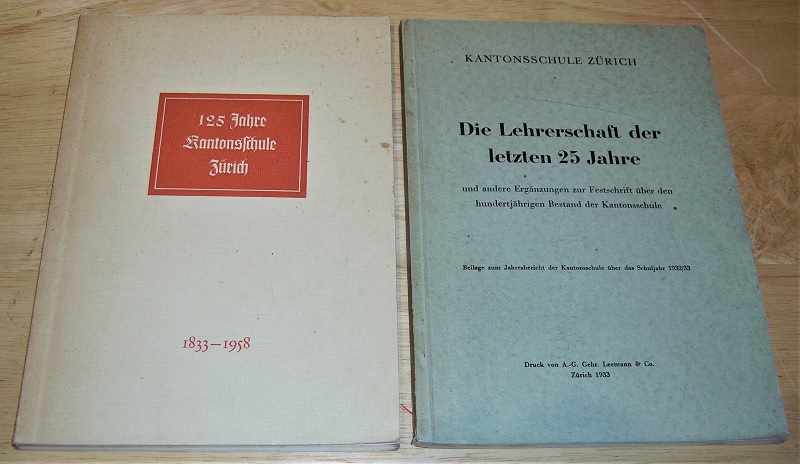 125 Jahre
Kantonsſchule
Zürich
1833–1958
KANTONSSCHULE ZÜRICH
Die Lehrerschaft der
letzten 25 Jahre
und andere Ergänzungen zur Festschrift über den
hundertjährigen Bestand der Kantonsschule
Beilage zum Jahresbericht der Kantonsschule über das Schuljahr 1932/33
Druck von A.-G. Gebr. Leemann & Co.
Zürich 1933